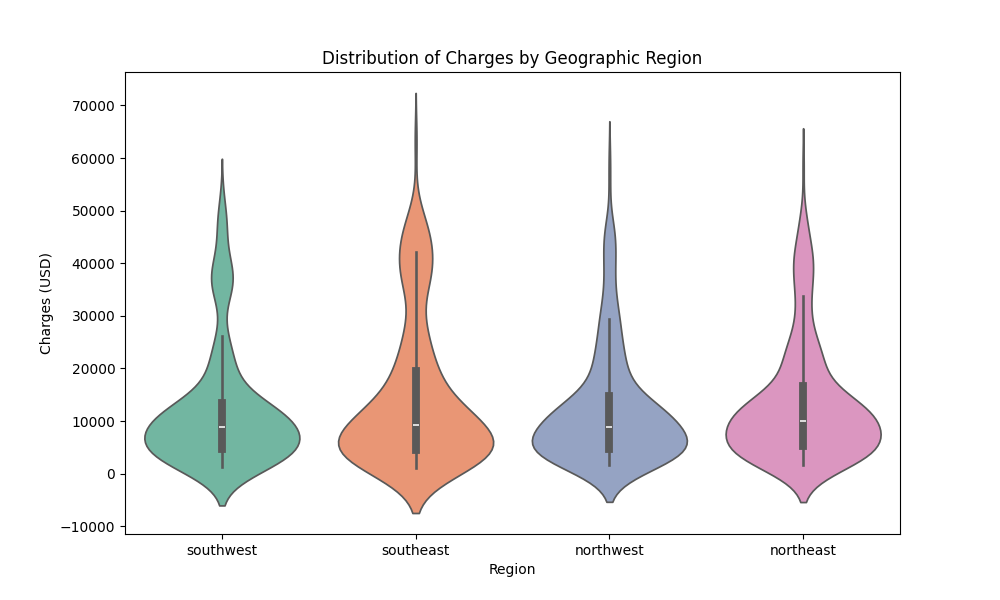 Distribution of Charges by Geographic Region
Charges (USD)
70000
60000
50000
40000
30000
20000
10000
0
−10000
southwest southeast northwest northeast
Region